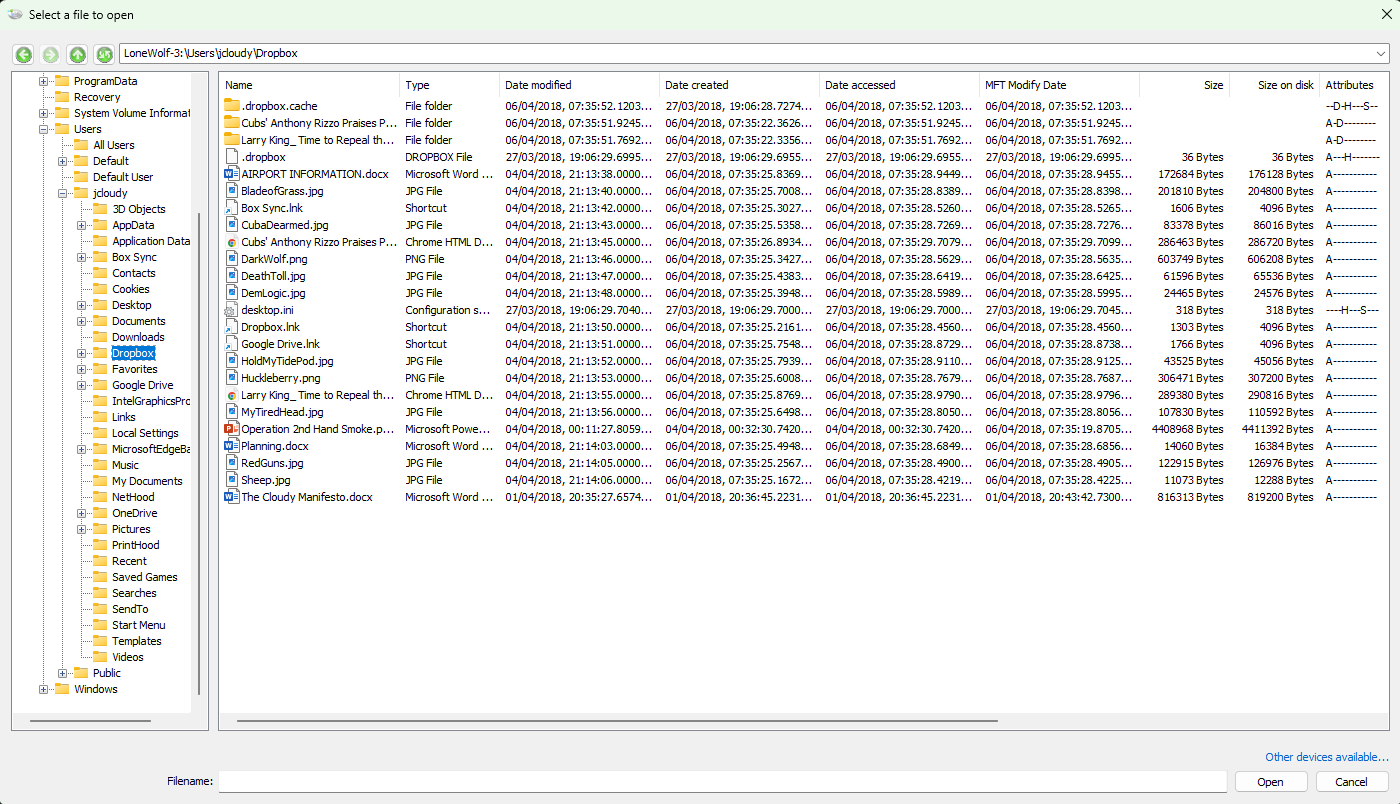 Select a file to open
LoneWolf-3:\Users\jcloudy\Dropbox
ProgramData
Recovery
System Volume Informat
Users
All Users
Default
Default User
jcloudy
3D Objects
AppData
Application Data
Box Sync
Contacts
Cookies
Desktop
Documents
Downloads
Dropbox
Favorites
Google Drive
IntelGraphicsPro
Links
Local Settings
MicrosoftEdgeBa
Music
My Documents
NetHood
OneDrive
Pictures
PrintHood
Recent
Saved Games
Searches
SendTo
Start Menu
Templates
Videos
Public
Windows
Name Type Date modified Date created Date accessed MFT Modify Date Size Size on disk Attributes
.dropbox.cache File folder 06/04/2018, 07:35:52.1203... 27/03/2018, 19:06:28.7274... 06/04/2018, 07:35:52.1203... 06/04/2018, 07:35:52.1203... --D-H---S--
Cubs' Anthony Rizzo Praises P... File folder 06/04/2018, 07:35:51.9245... 06/04/2018, 07:35:22.3626... 06/04/2018, 07:35:51.9245... 06/04/2018, 07:35:51.9245... A-D--------
Larry King_ Time to Repeal th... File folder 06/04/2018, 07:35:51.7692... 06/04/2018, 07:35:22.3356... 06/04/2018, 07:35:51.7692... 06/04/2018, 07:35:51.7692... A-D--------
.dropbox DROPBOX File 27/03/2018, 19:06:29.6995... 27/03/2018, 19:06:29.6995... 27/03/2018, 19:06:29.6995... 27/03/2018, 19:06:29.6995... 36 Bytes 36 Bytes A---H-------
AIRPORT INFORMATION.docx Microsoft Word ... 04/04/2018, 21:13:38.0000... 06/04/2018, 07:35:25.8369... 06/04/2018, 07:35:28.9449... 06/04/2018, 07:35:28.9455... 172684 Bytes 176128 Bytes A-----------
BladeofGrass.jpg JPG File 04/04/2018, 21:13:40.0000... 06/04/2018, 07:35:25.7008... 06/04/2018, 07:35:28.8389... 06/04/2018, 07:35:28.8398... 201810 Bytes 204800 Bytes A-----------
Box Sync.lnk Shortcut 04/04/2018, 21:13:42.0000... 06/04/2018, 07:35:25.3027... 06/04/2018, 07:35:28.5260... 06/04/2018, 07:35:28.5265... 1606 Bytes 4096 Bytes A-----------
CubaDearmed.jpg JPG File 04/04/2018, 21:13:43.0000... 06/04/2018, 07:35:25.5358... 06/04/2018, 07:35:28.7269... 06/04/2018, 07:35:28.7276... 83378 Bytes 86016 Bytes A-----------
Cubs' Anthony Rizzo Praises P... Chrome HTML D... 04/04/2018, 21:13:45.0000... 06/04/2018, 07:35:26.8934... 06/04/2018, 07:35:29.7079... 06/04/2018, 07:35:29.7099... 286463 Bytes 286720 Bytes A-----------
DarkWolf.png PNG File 04/04/2018, 21:13:46.0000... 06/04/2018, 07:35:25.3427... 06/04/2018, 07:35:28.5629... 06/04/2018, 07:35:28.5635... 603749 Bytes 606208 Bytes A-----------
DeathToll.jpg JPG File 04/04/2018, 21:13:47.0000... 06/04/2018, 07:35:25.4383... 06/04/2018, 07:35:28.6419... 06/04/2018, 07:35:28.6425... 61596 Bytes 65536 Bytes A-----------
DemLogic.jpg JPG File 04/04/2018, 21:13:48.0000... 06/04/2018, 07:35:25.3948... 06/04/2018, 07:35:28.5989... 06/04/2018, 07:35:28.5995... 24465 Bytes 24576 Bytes A-----------
desktop.ini Configuration s... 27/03/2018, 19:06:29.7040... 27/03/2018, 19:06:29.7000... 27/03/2018, 19:06:29.7000... 27/03/2018, 19:06:29.7045... 318 Bytes 318 Bytes ----H---S---
Dropbox.lnk Shortcut 04/04/2018, 21:13:50.0000... 06/04/2018, 07:35:25.2161... 06/04/2018, 07:35:28.4560... 06/04/2018, 07:35:28.4560... 1303 Bytes 4096 Bytes A-----------
Google Drive.lnk Shortcut 04/04/2018, 21:13:51.0000... 06/04/2018, 07:35:25.7548... 06/04/2018, 07:35:28.8729... 06/04/2018, 07:35:28.8738... 1766 Bytes 4096 Bytes A-----------
HoldMyTidePod.jpg JPG File 04/04/2018, 21:13:52.0000... 06/04/2018, 07:35:25.7939... 06/04/2018, 07:35:28.9110... 06/04/2018, 07:35:28.9125... 43525 Bytes 45056 Bytes A-----------
Huckleberry.png PNG File 04/04/2018, 21:13:53.0000... 06/04/2018, 07:35:25.6008... 06/04/2018, 07:35:28.7679... 06/04/2018, 07:35:28.7687... 306471 Bytes 307200 Bytes A-----------
Larry King_ Time to Repeal th... Chrome HTML D... 04/04/2018, 21:13:55.0000... 06/04/2018, 07:35:25.8769... 06/04/2018, 07:35:28.9790... 06/04/2018, 07:35:28.9796... 289380 Bytes 290816 Bytes A-----------
MyTiredHead.jpg JPG File 04/04/2018, 21:13:56.0000... 06/04/2018, 07:35:25.6498... 06/04/2018, 07:35:28.8050... 06/04/2018, 07:35:28.8056... 107830 Bytes 110592 Bytes A-----------
Operation 2nd Hand Smoke.p... Microsoft Powe... 04/04/2018, 00:11:27.8059... 04/04/2018, 00:32:30.7420... 04/04/2018, 00:32:30.7420... 06/04/2018, 07:35:19.8705... 4408968 Bytes 4411392 Bytes A-----------
Planning.docx Microsoft Word ... 04/04/2018, 21:14:03.0000... 06/04/2018, 07:35:25.4948... 06/04/2018, 07:35:28.6849... 06/04/2018, 07:35:28.6856... 14060 Bytes 16384 Bytes A-----------
RedGuns.jpg JPG File 04/04/2018, 21:14:05.0000... 06/04/2018, 07:35:25.2567... 06/04/2018, 07:35:28.4900... 06/04/2018, 07:35:28.4905... 122915 Bytes 126976 Bytes A-----------
Sheep.jpg JPG File 04/04/2018, 21:14:06.0000... 06/04/2018, 07:35:25.1672... 06/04/2018, 07:35:28.4219... 06/04/2018, 07:35:28.4225... 11073 Bytes 12288 Bytes A-----------
The Cloudy Manifesto.docx Microsoft Word ... 01/04/2018, 20:35:27.6574... 01/04/2018, 20:36:45.2231... 01/04/2018, 20:36:45.2231... 01/04/2018, 20:43:42.7300... 816313 Bytes 819200 Bytes A-----------
Other devices available...
Filename:
Open
Cancel